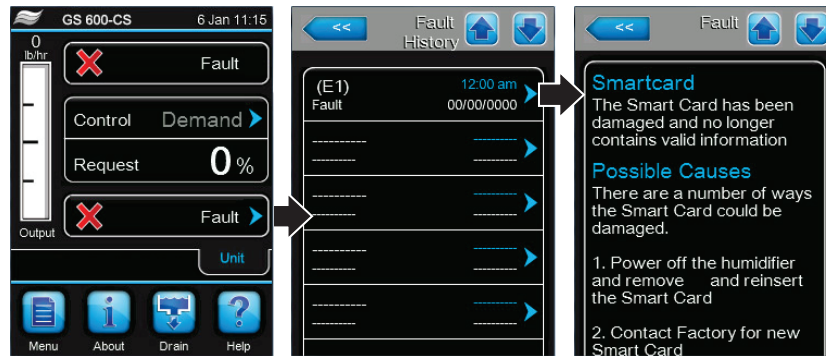 GS 600-CS 6 Jan 11:15
0
lb/hr
Fault
Control Demand
Request 0 %
Fault
Output
Unit
Menu About Drain Help
<<
Fault
History
(E1) 12:00 am
Fault 00/00/0000
---------- ----------
---------- ----------
---------- ----------
---------- ----------
---------- ----------
---------- ----------
---------- ----------
---------- ----------
<<
Fault
Smartcard
The Smart Card has been
damaged and no longer
contains valid information
Possible Causes
There are a number of ways
the Smart Card could be
damaged.
1. Power off the humidifier
and remove and reinsert
the Smart Card
2. Contact Factory for new
Smart Card